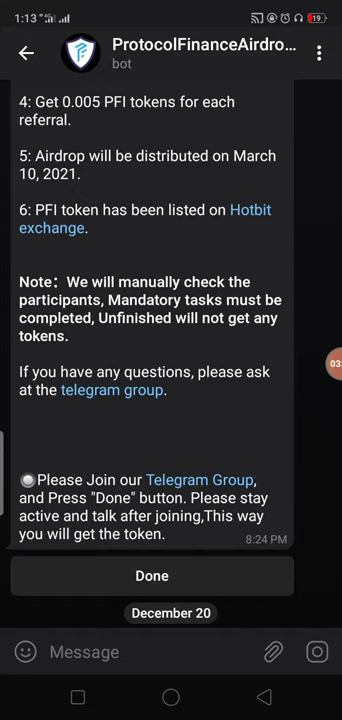 1:13
19
ProtocolFinanceAirdro...
bot
4: Get 0.005 PFI tokens for each
referral.
5: Airdrop will be distributed on March
10, 2021.
6: PFI token has been listed on Hotbit
exchange.
Note：We will manually check the
participants, Mandatory tasks must be
completed, Unfinished will not get any
tokens.
If you have any questions, please ask
at the telegram group.
Please Join our Telegram Group,
and Press "Done" button. Please stay
active and talk after joining,This way
you will get the token.
8:24 PM
Done
December 20
Message